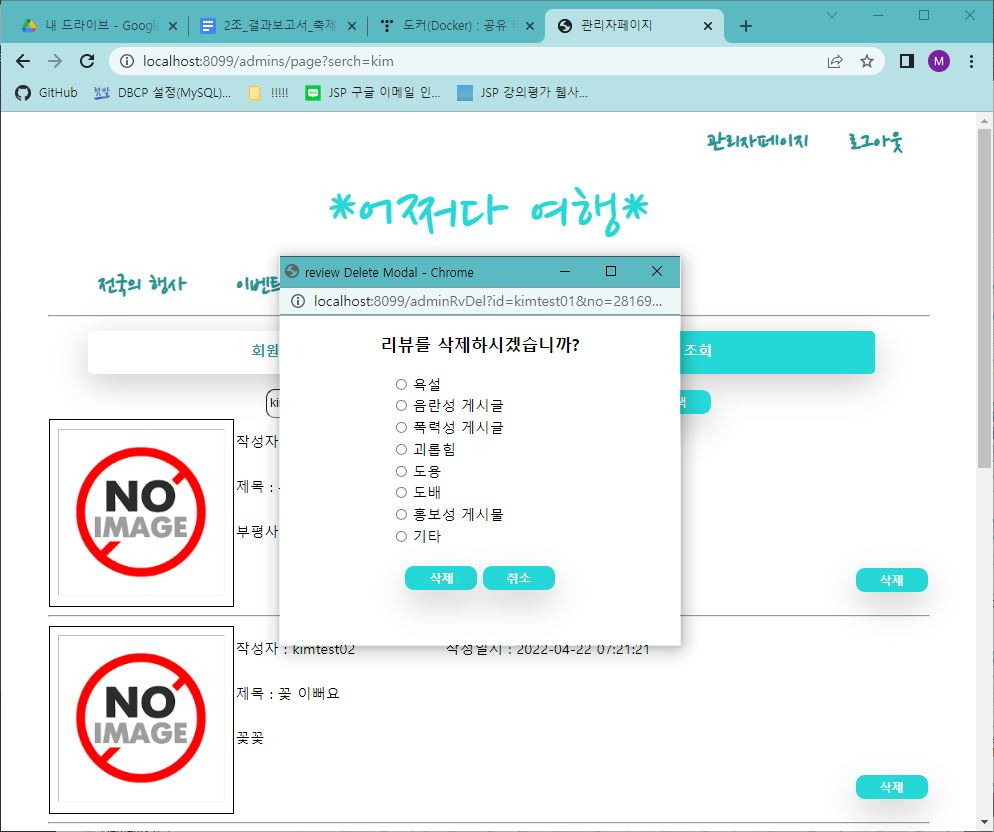 내 드라이브 - Google
2조_결과보고서_축제
도커(Docker) : 공유
관리자페이지
localhost:8099/admins/page?serch=kim
M
GitHub
DBCP 설정(MySQL)...
!!!!!
JSP 구글 이메일 인...
JSP 강의평가 웹사...
관리자페이지 로그아웃
*어쩌다 여행*
전국의 행사 이벤트
review Delete Modal - Chrome
localhost:8099/adminRvDel?id=kimtest01&no=28169...
리뷰를 삭제하시겠습니까?
욕설
음란성 게시글
폭력성 게시글
괴롭힘
도용
도배
홍보성 게시물
기타
삭제 취소
회원
조회
작성자
제목 :
부평사
NO
IMAGE
삭제
작성자 : kimtest02 작성일시 : 2022-04-22 07:21:21
제목 : 꽃 이뻐요
꽃꽃
NO
IMAGE
삭제